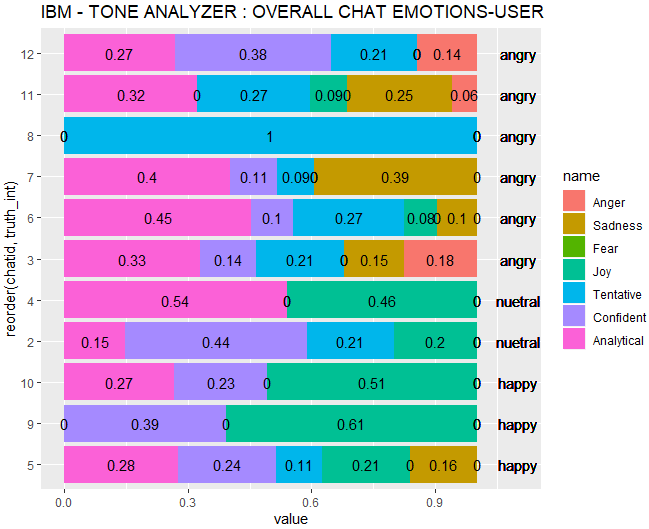 IBM - TONE ANALYZER : OVERALL CHAT EMOTIONS-USER
12 0.27 0.38 0.21 0 0.14 angry
11 0.32 0 0.27 0.09 0 0.25 0.06 angry
8 0 1 0 angry
7 0.4 0.11 0.09 0 0.39 0 angry
6 0.45 0.1 0.27 0.08 0 0.1 0 angry
3 0.33 0.14 0.21 0 0.15 0.18 angry
4 0.54 0 0.46 0 nuetral
2 0.15 0.44 0.21 0.2 0 nuetral
10 0.27 0.23 0 0.51 0 happy
9 0 0.39 0 0.61 0 happy
5 0.28 0.24 0.11 0.21 0 0.16 0 happy
0.0 0.3 0.6 0.9
value
reorder(chatid, truth_int)
name
Anger
Sadness
Fear
Joy
Tentative
Confident
Analytical